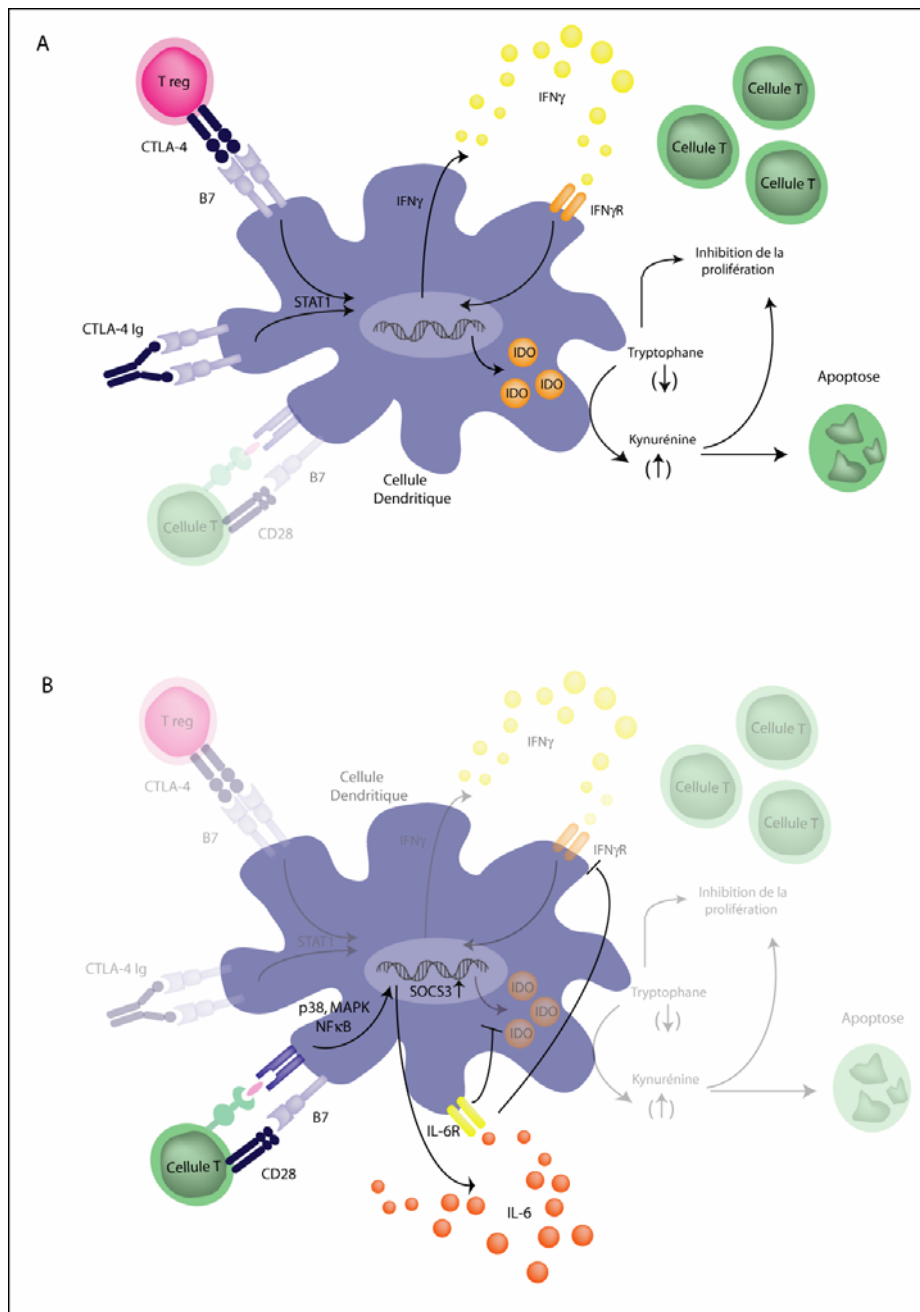 A
T reg
CTLA-4
B7
IFNγ
IFNγ
IFNγR
Cellule T
Cellule T
Cellule T
Inhibition de la
prolifération
STAT1
CTLA-4 Ig
IDO
IDO
IDO
Tryptophane
(↓)
Apoptose
Kynurénine
(↑)
B7
Cellule
Dendritique
Cellule T
CD28
B
T reg
CTLA-4
B7
Cellule
Dendritique
IFNγ
IFNγ
IFNγR
Cellule T
Cellule T
Cellule T
Inhibition de la
prolifération
STAT1
CTLA-4 Ig
SOCS3↑
p38, MAPK
NFκB
IDO
IDO
IDO
Tryptophane
(↓)
Apoptose
Kynurénine
(↑)
B7
IL-6R
Cellule T
CD28
IL-6